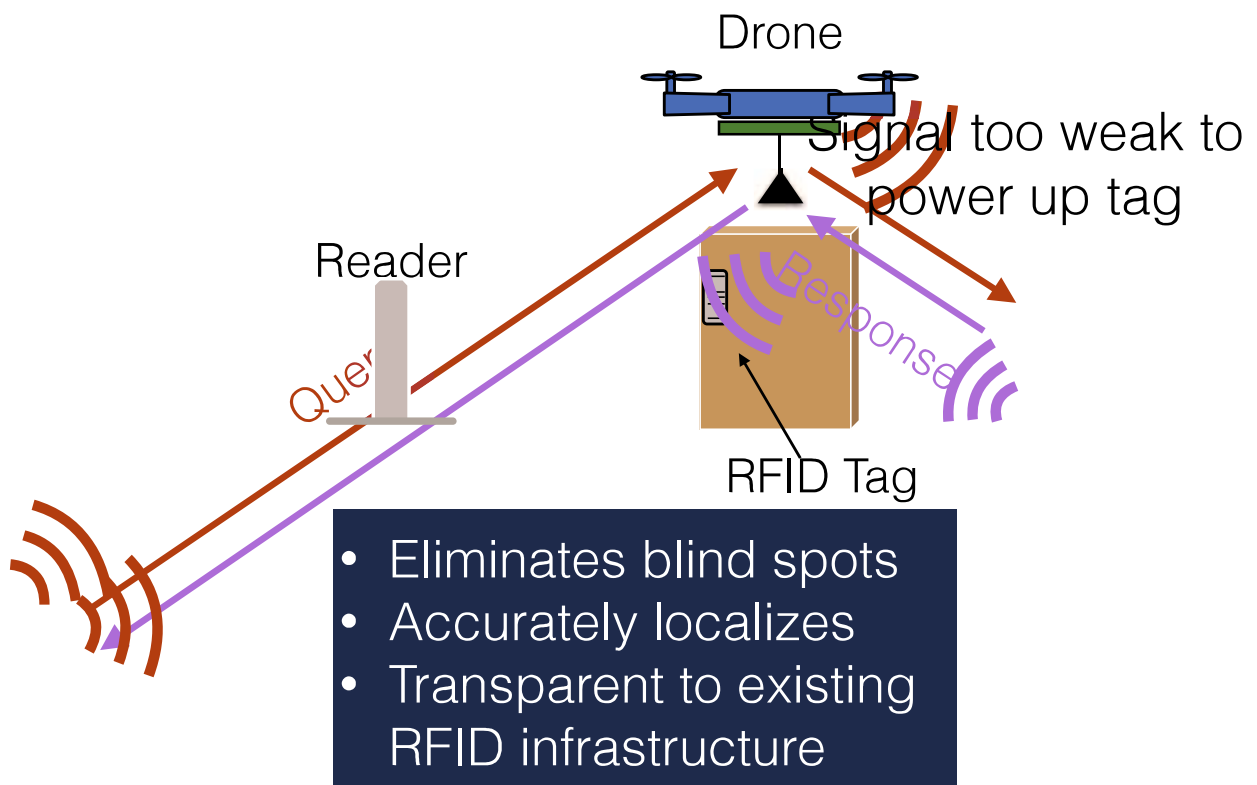 Drone
Signal too weak to
power up tag
Reader
Response
RFID Tag
• Eliminates blind spots
• Accurately localizes
• Transparent to existing
RFID infrastructure